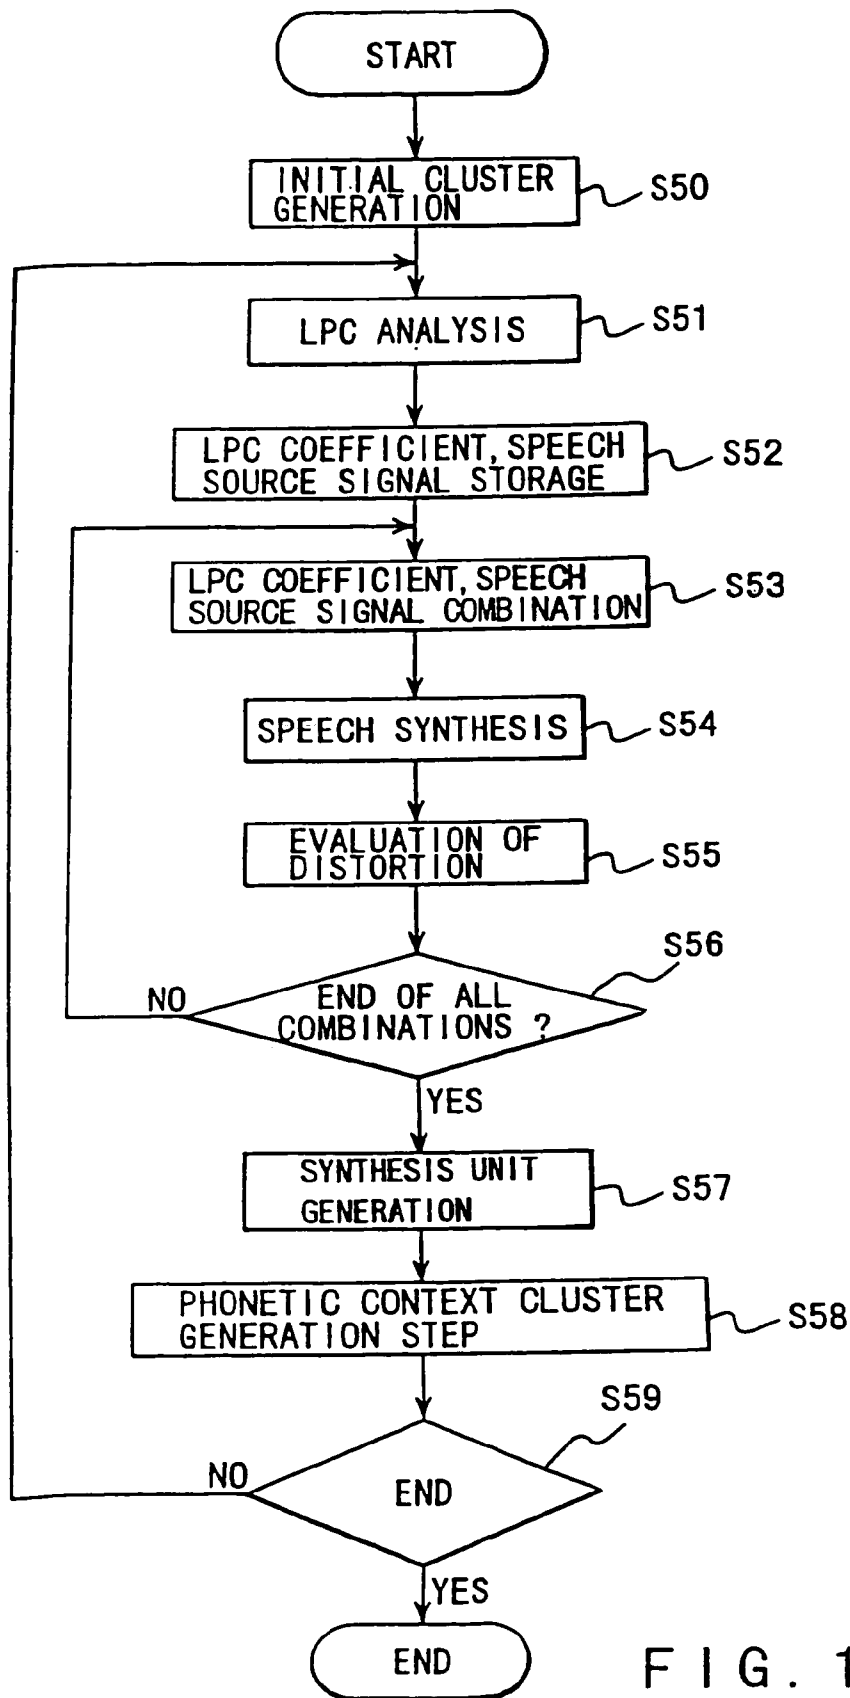 START
INITIAL CLUSTER
GENERATION
S50
LPC ANALYSIS
S51
LPC COEFFICIENT, SPEECH
SOURCE SIGNAL STORAGE
S52
LPC COEFFICIENT, SPEECH
SOURCE SIGNAL COMBINATION
S53
SPEECH SYNTHESIS
S54
EVALUATION OF
DISTORTION
S55
S56
NO
END OF ALL
COMBINATIONS ?
YES
SYNTHESIS UNIT
GENERATION
S57
PHONETIC CONTEXT CLUSTER
GENERATION STEP
S58
S59
NO
END
YES
END
FIG. 1